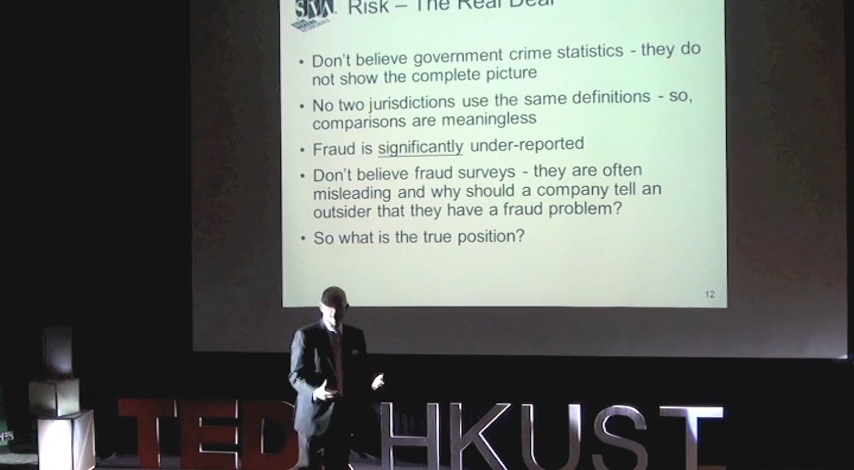 Risk – The Real Deal
• Don't believe government crime statistics - they do
not show the complete picture
• No two jurisdictions use the same definitions - so,
comparisons are meaningless
• Fraud is significantly under-reported
• Don't believe fraud surveys - they are often
misleading and why should a company tell an
outsider that they have a fraud problem?
• So what is the true position?
12
TED
HKUST